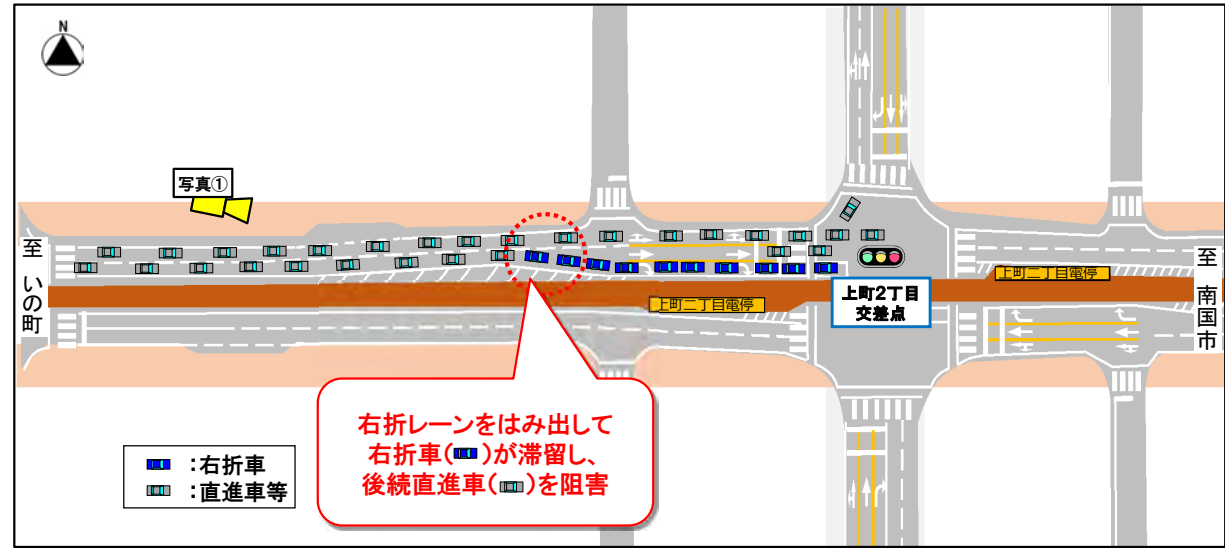 N
写真①
至 いの町
上町二丁目電停
上町二丁目電停
上町2丁目
交差点
至 南国市
右折レーンをはみ出して
右折車( )が滞留し、
後続直進車( )を阻害
:右折車
:直進車等